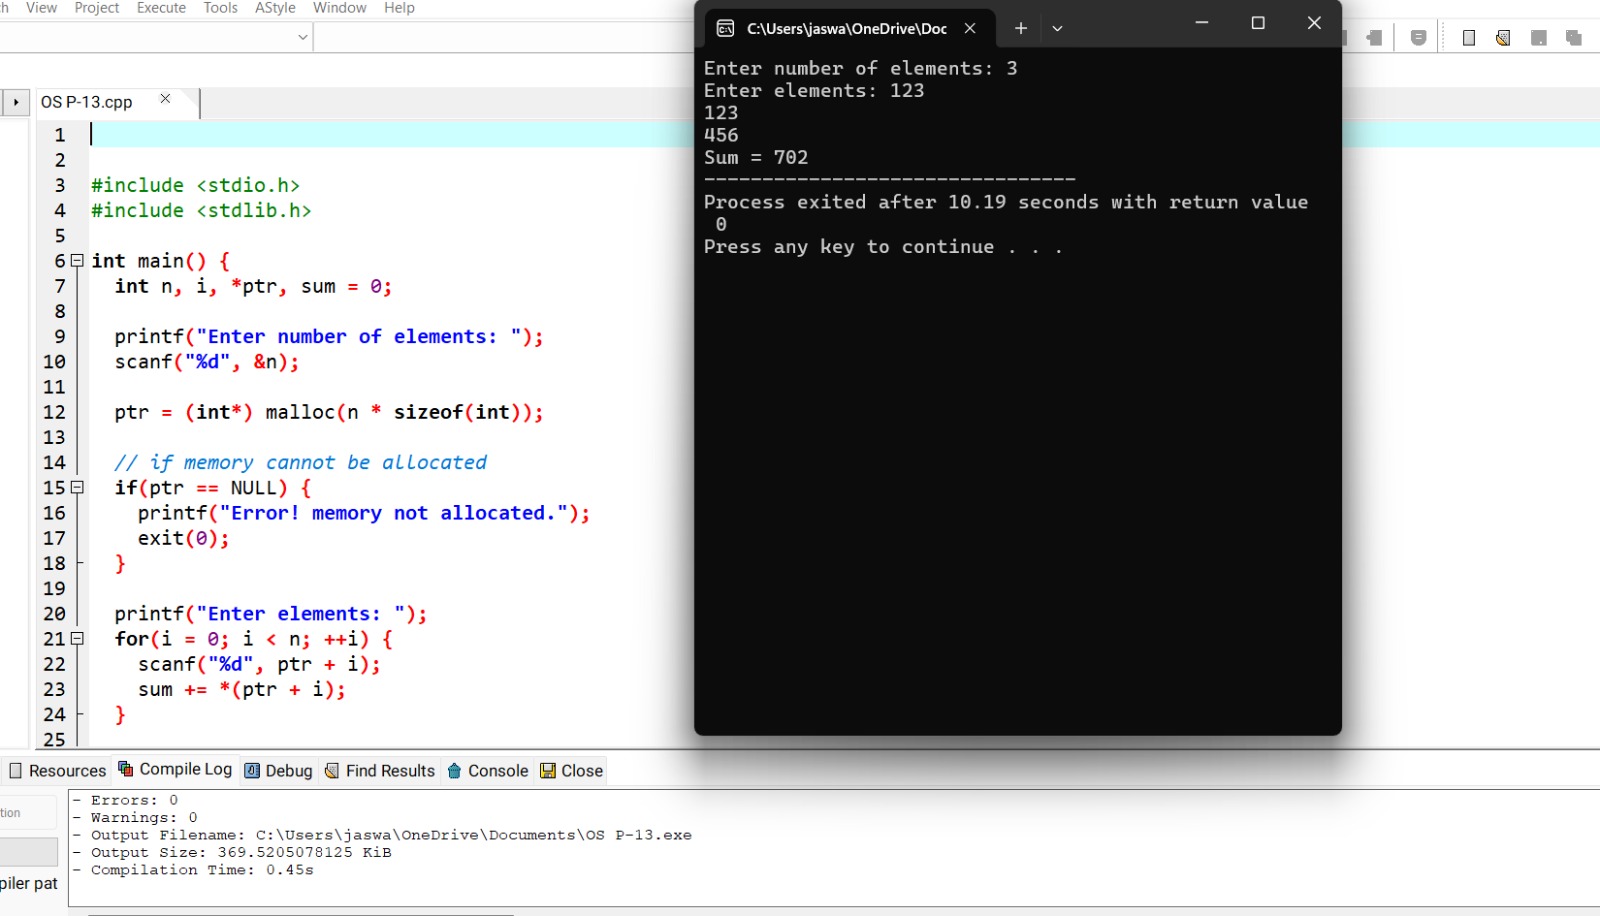 View Project Execute Tools AStyle Window Help
OS P-13.cpp
1
2
3 #include <stdio.h>
4 #include <stdlib.h>
5
6 int main() {
7 int n, i, *ptr, sum = 0;
8
9 printf("Enter number of elements: ");
10 scanf("%d", &n);
11
12 ptr = (int*) malloc(n * sizeof(int));
13
14 // if memory cannot be allocated
15 if(ptr == NULL) {
16 printf("Error! memory not allocated.");
17 exit(0);
18 }
19
20 printf("Enter elements: ");
21 for(i = 0; i < n; ++i) {
22 scanf("%d", ptr + i);
23 sum += *(ptr + i);
24 }
25
C:\Users\jaswa\OneDrive\Doc
Enter number of elements: 3
Enter elements: 123
123
456
Sum = 702
--------------------------------
Process exited after 10.19 seconds with return value
0
Press any key to continue . . .
Resources Compile Log Debug Find Results Console Close
tion
piler pat
- Errors: 0
- Warnings: 0
- Output Filename: C:\Users\jaswa\OneDrive\Documents\OS P-13.exe
- Output Size: 369.5205078125 KiB
- Compilation Time: 0.45s